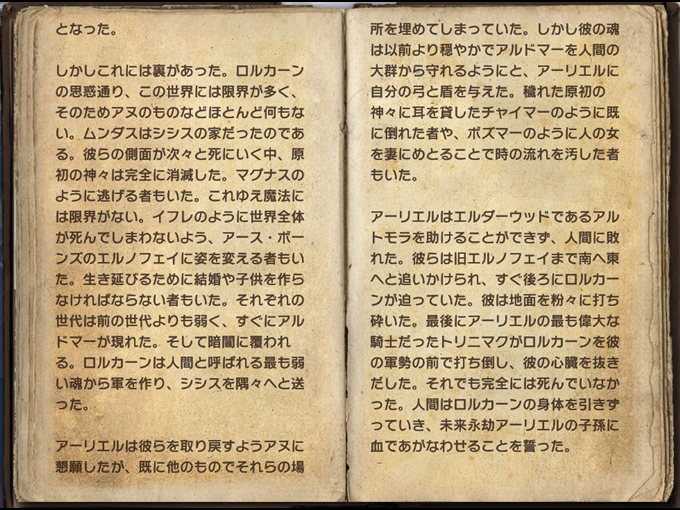 となった。
しかしこれには裏があった。ロルカーン
の思惑通り、この世界には限界が多く、
そのためアヌのものなどほとんど何もな
い。ムンダスはシシスの家だったのであ
る。彼らの側面が次々と死にいく中、原
初の神々は完全に消滅した。マグナスの
ように逃げる者もいた。これゆえ魔法に
は限界がない。イフレのように世界全体
が死んでしまわないよう、アース・ボー
ンズのエルノフェイに姿を変える者もい
た。生き延びるために結婚や子供を作ら
なければならない者もいた。それぞれの
世代は前の世代よりも弱く、すぐにアル
ドマーが現れた。そして暗闇に覆われ
る。ロルカーンは人間と呼ばれる最も弱
い魂から軍を作り、シシスを隅々へと送
った。
アーリエルは彼らを取り戻すようアヌに
懇願したが、既に他のものでそれらの場
所を埋めてしまっていた。しかし彼の魂
は以前より穏やかでアルドマーを人間の
大群から守れるようにと、アーリエルに
自分の弓と盾を与えた。穢れた原初の
神々に耳を貸したチャイマーのように既
に倒れた者や、ボズマーのように人の女
を妻にめとることで時の流れを汚した者
もいた。
アーリエルはエルダーウッドであるアル
トモラを助けることができず、人間に敗
れた。彼らは旧エルノフェイまで南へ東
へと追いかけられ、すぐ後ろにロルカー
ンが迫っていた。彼は地面を粉々に打ち
砕いた。最後にアーリエルの最も偉大な
騎士だったトリニマクがロルカーンを彼
の軍勢の前で打ち倒し、彼の心臓を抜き
だした。それでも完全には死んでいなか
った。人間はロルカーンの身体を引きず
っていき、未来永劫アーリエルの子孫に
血であがなわせることを誓った。